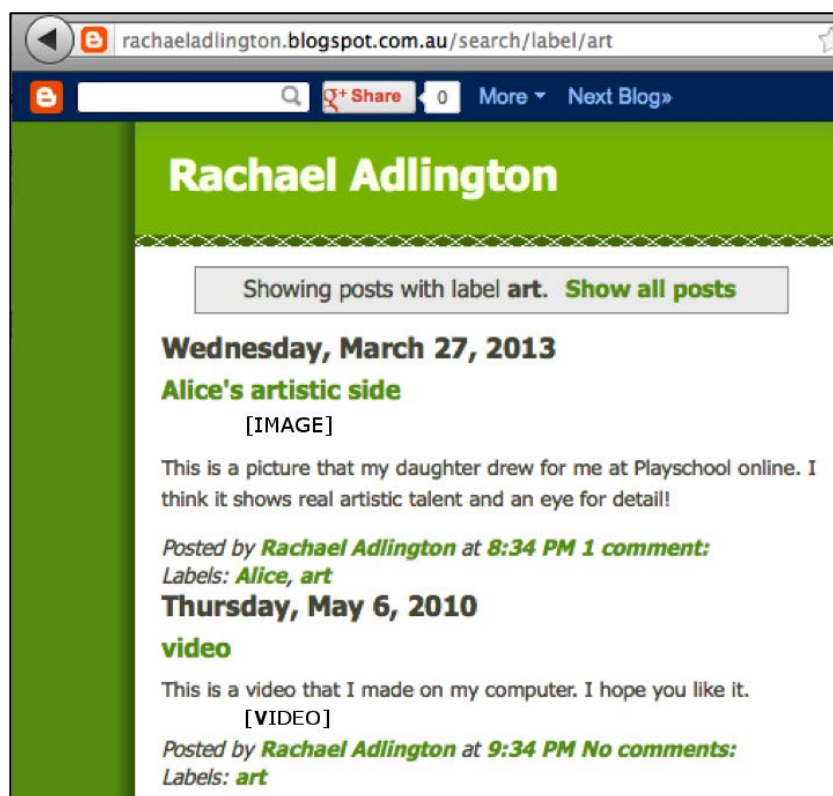 rachaeladlington.blogspot.com.au/search/label/art
g+ Share 0 More Next Blog»
Rachael Adlington
Showing posts with label art. Show all posts
Wednesday, March 27, 2013
Alice's artistic side
[IMAGE]
This is a picture that my daughter drew for me at Playschool online. I
think it shows real artistic talent and an eye for detail!
Posted by Rachael Adlington at 8:34 PM 1 comment:
Labels: Alice, art
Thursday, May 6, 2010
video
This is a video that I made on my computer. I hope you like it.
[VIDEO]
Posted by Rachael Adlington at 9:34 PM No comments:
Labels: art